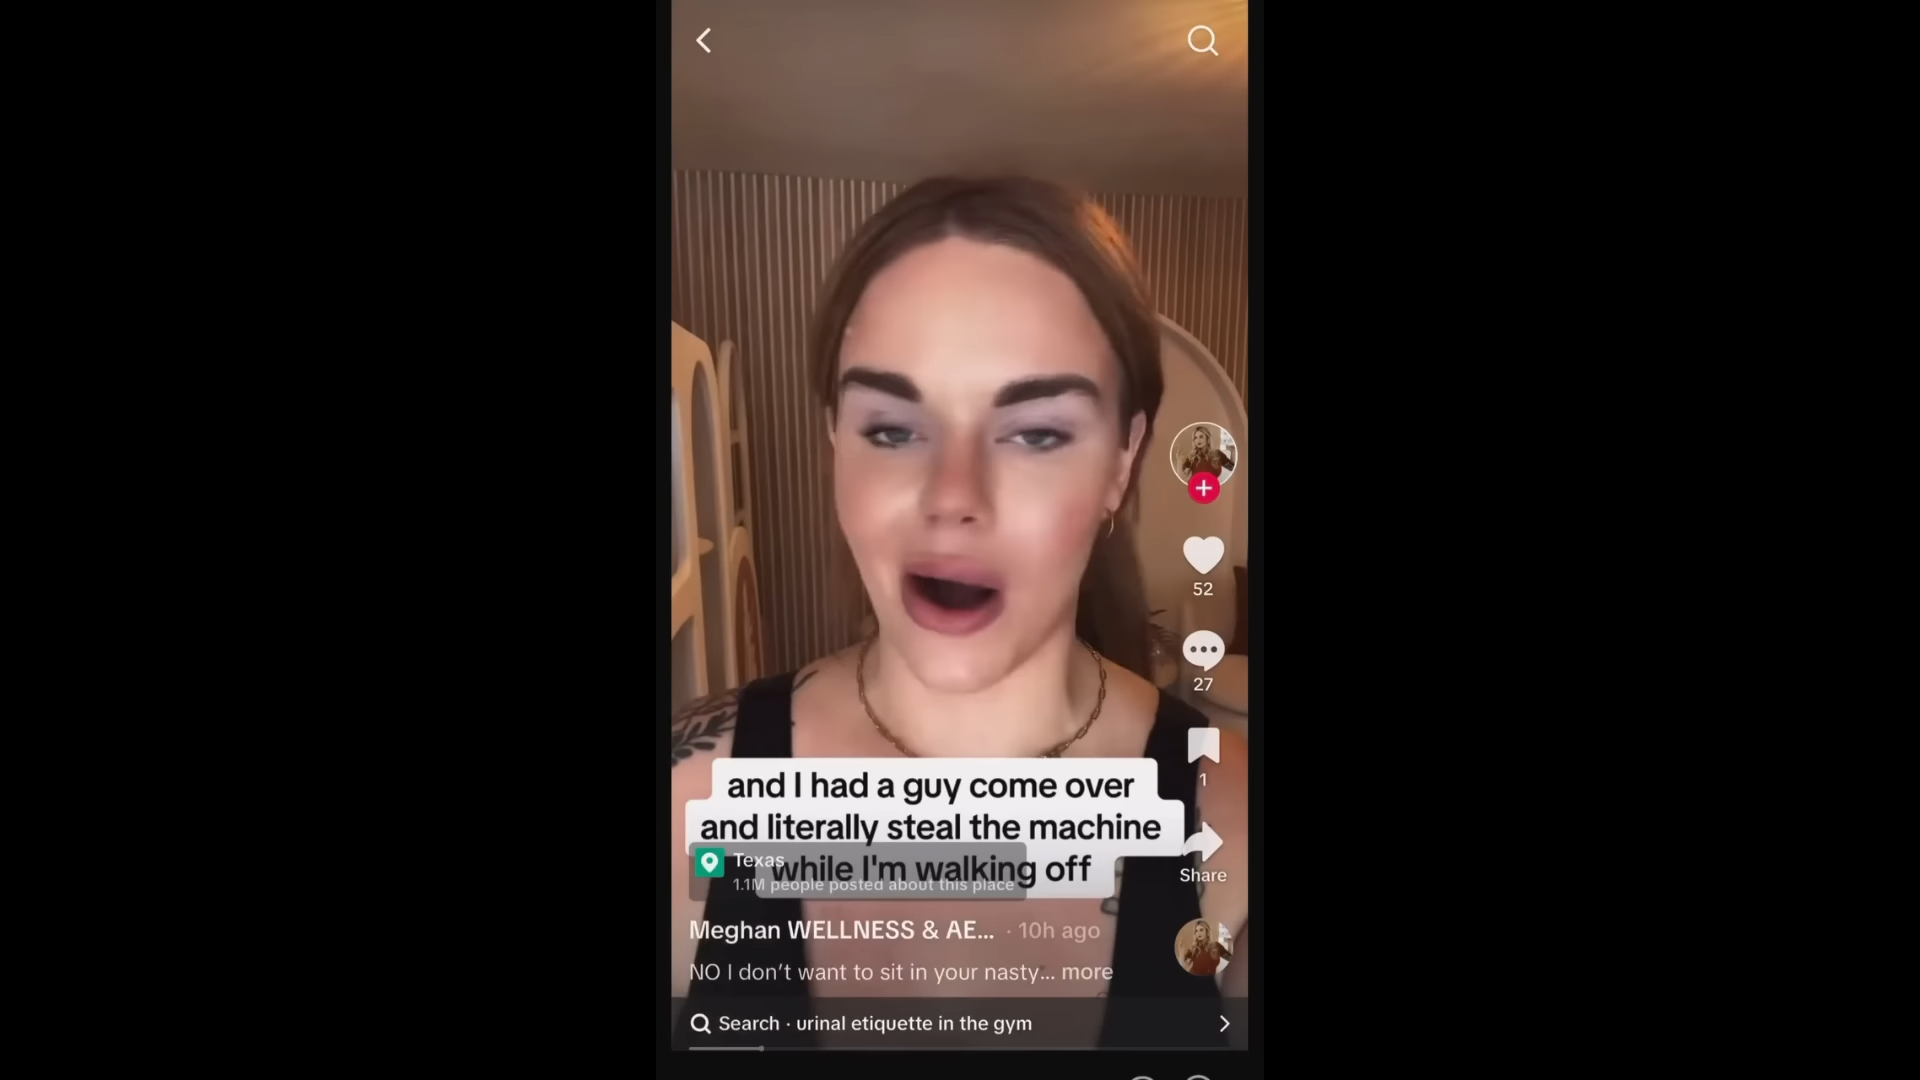 52
27
1
and I had a guy come over
and literally steal the machine
while I'm walking off
Texas
1.1M people posted about this place
Share
Meghan WELLNESS & AE... · 10h ago
NO I don’t want to sit in your nasty... more
Search · urinal etiquette in the gym